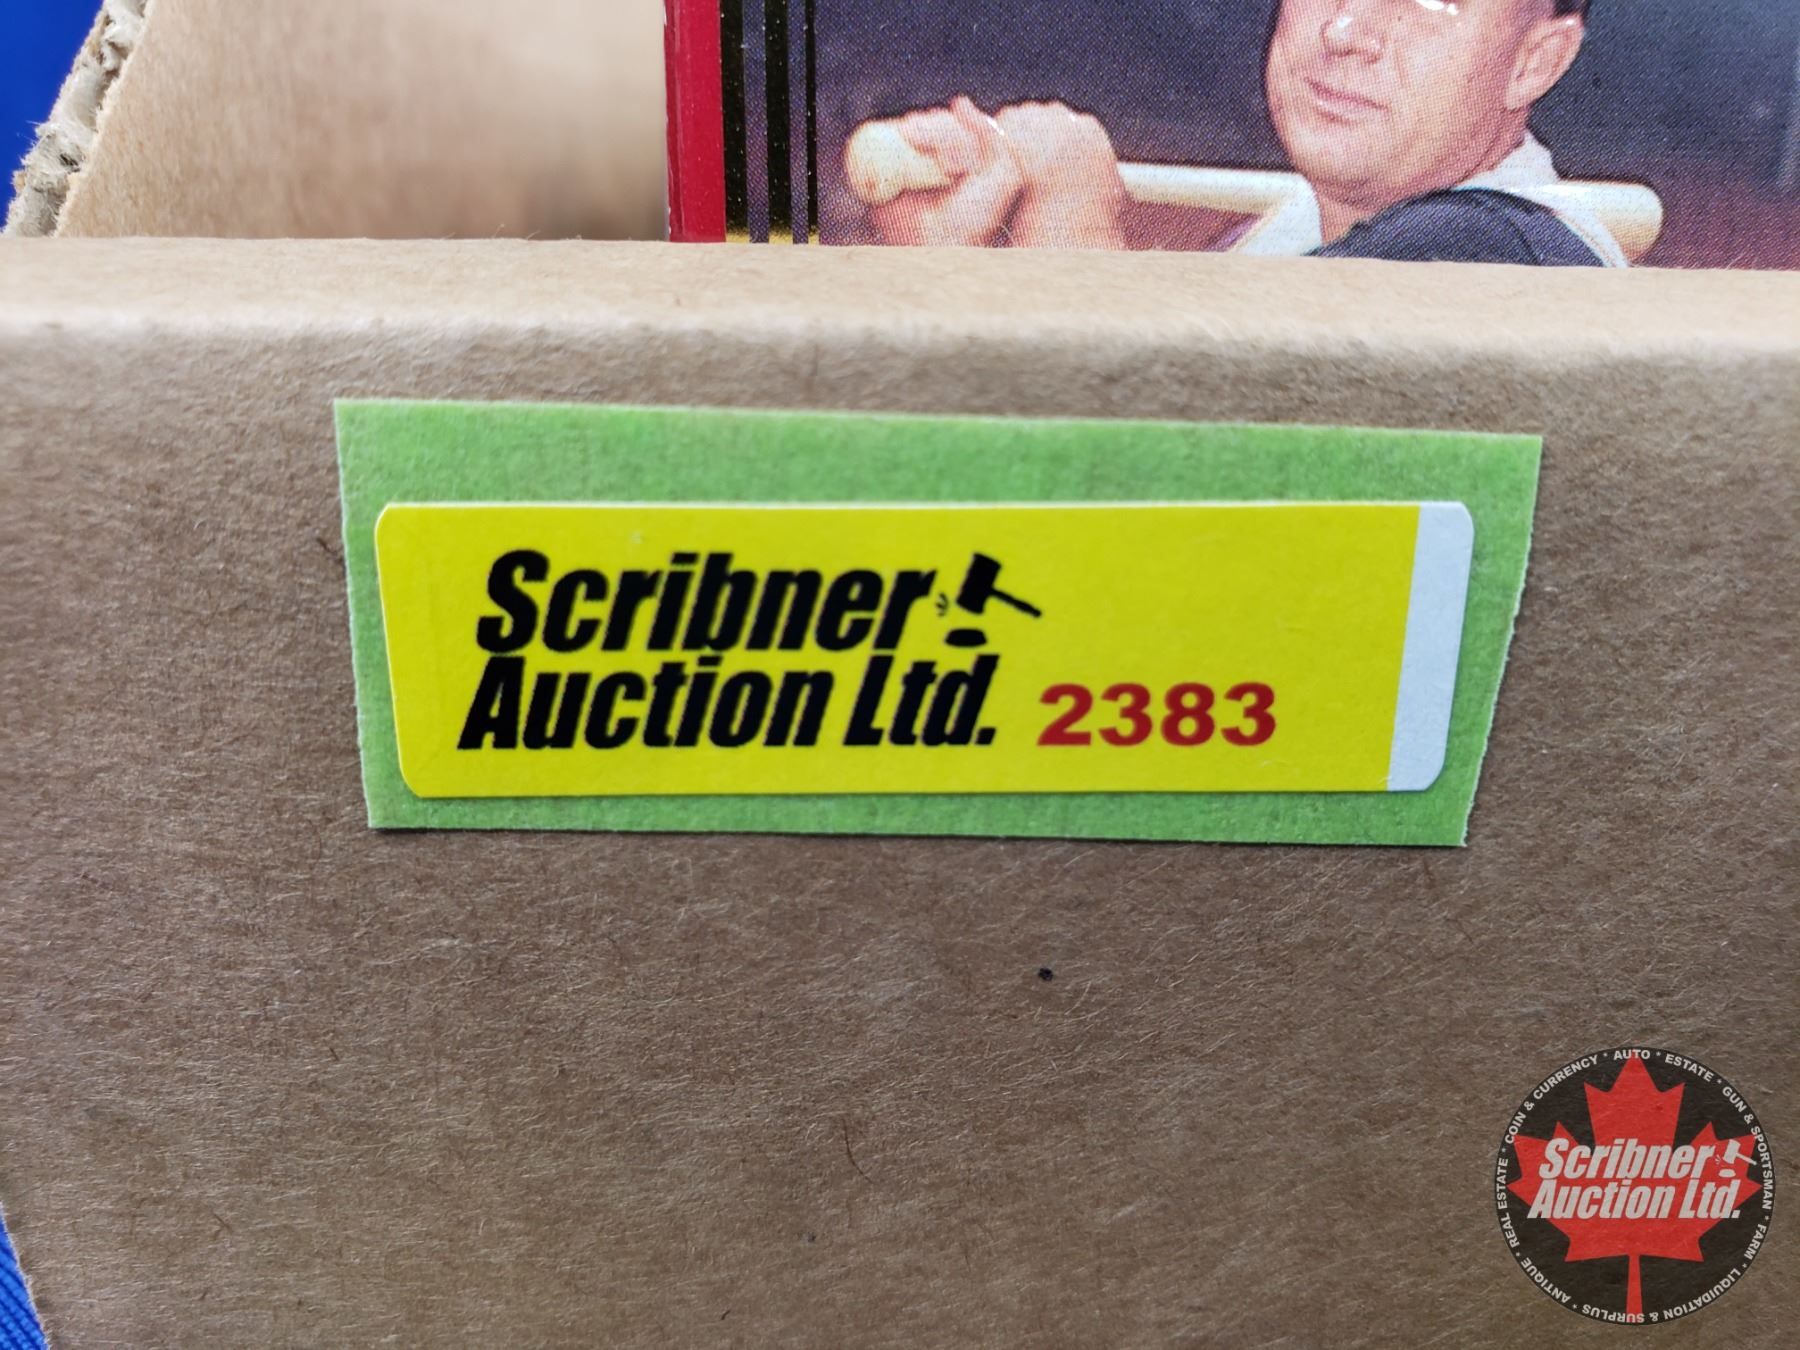 Scribner
Auction Ltd. 2383
COIN & CURRENCY * AUTO * ESTATE * GUN & SPORTSMAN * FARM * LIQUIDATION & SURPLUS * ANTIQUE * REAL ESTATE *
Scribner
Auction Ltd.